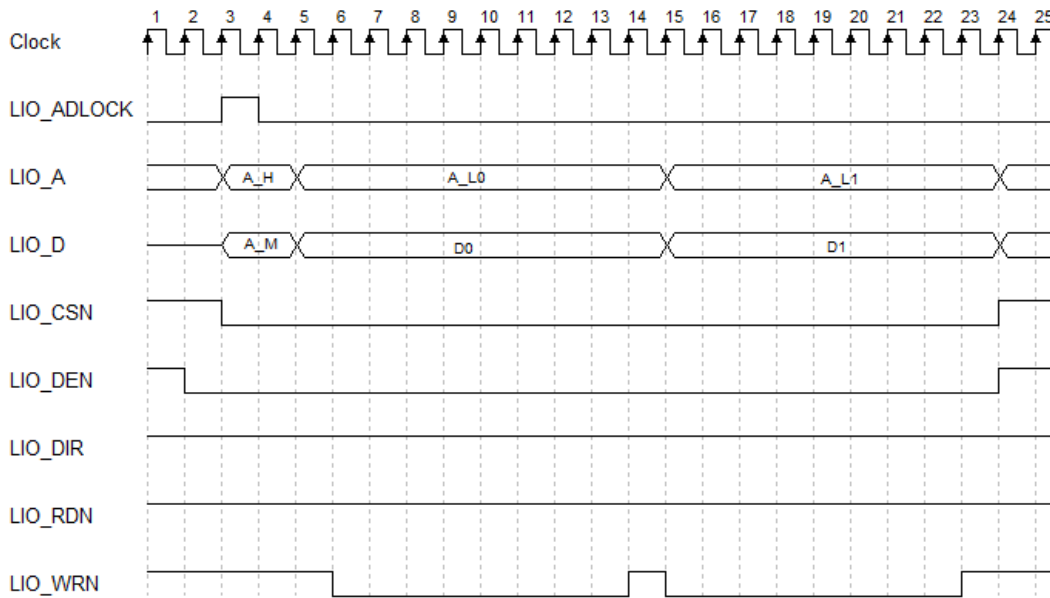 1 2 3 4 5 6 7 8 9 10 11 12 13 14 15 16 17 18 19 20 21 22 23 24 25
Clock
LIO_ADLOCK
LIO_A A_H A_L0 A_L1
LIO_D A_M D0 D1
LIO_CSN
LIO_DEN
LIO_DIR
LIO_RDN
LIO_WRN